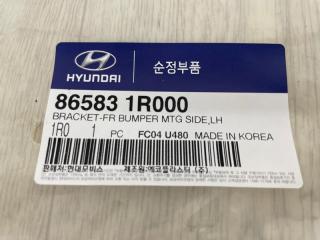 HYUNDAI
순정부품
86583 1R000
BRACKET-FR BUMPER MTG SIDE,LH
1R0 1 PC FC04 U480 MADE IN KOREA
판매처:현대모비스 제조원:에코플라스틱 (주)